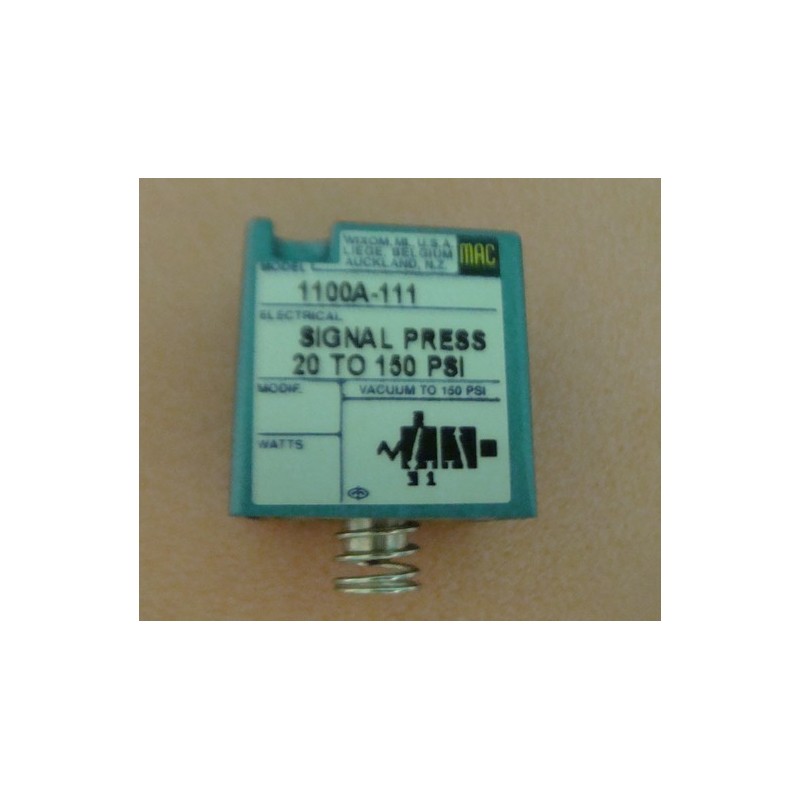 WIXOM, MI. U.S.A.
LIEGE, BELGIUM
AUCKLAND, N.Z.
MAC
MODEL
1100A-111
ELECTRICAL
SIGNAL PRESS
20 TO 150 PSI
MODIF.
VACUUM TO 150 PSI
WATTS
3 1